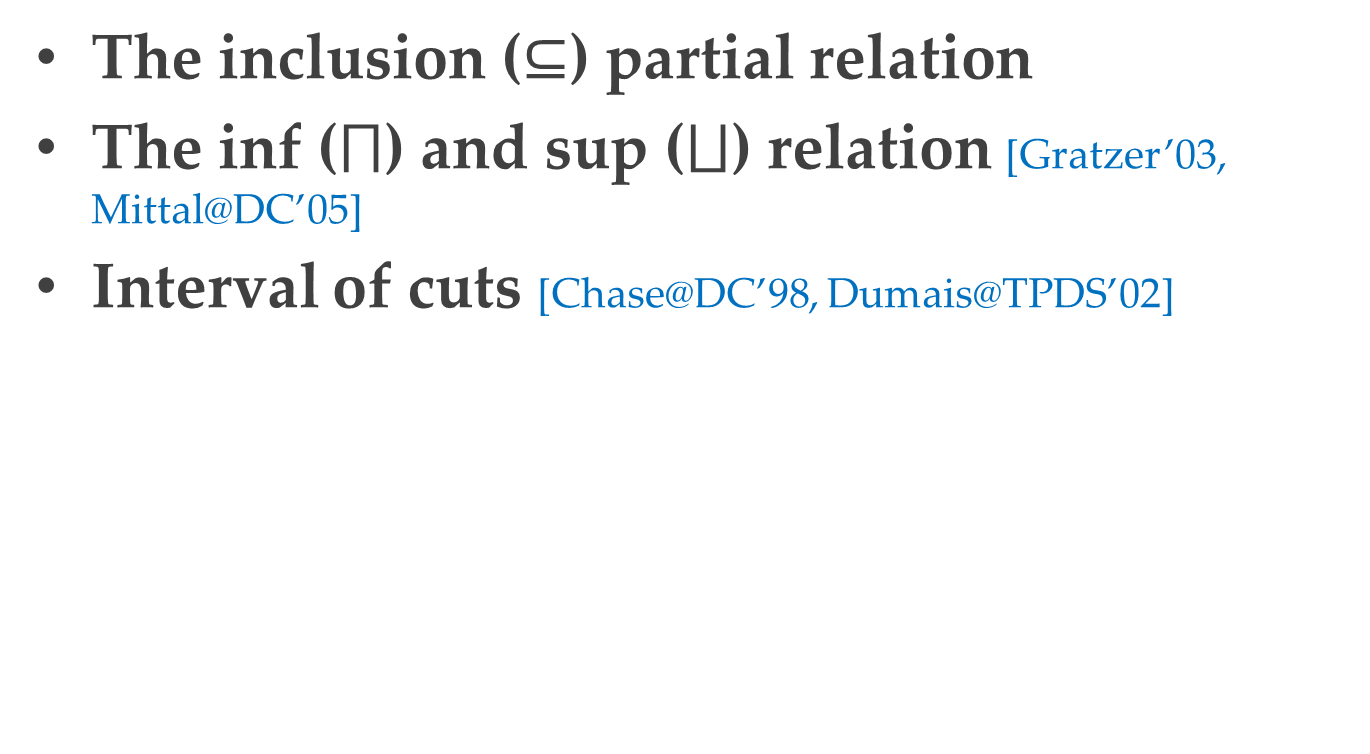 • The inclusion (⊆) partial relation
• The inf (⊓) and sup (⊔) relation [Gratzer’03,
Mittal@DC’05]
• Interval of cuts [Chase@DC’98, Dumais@TPDS’02]